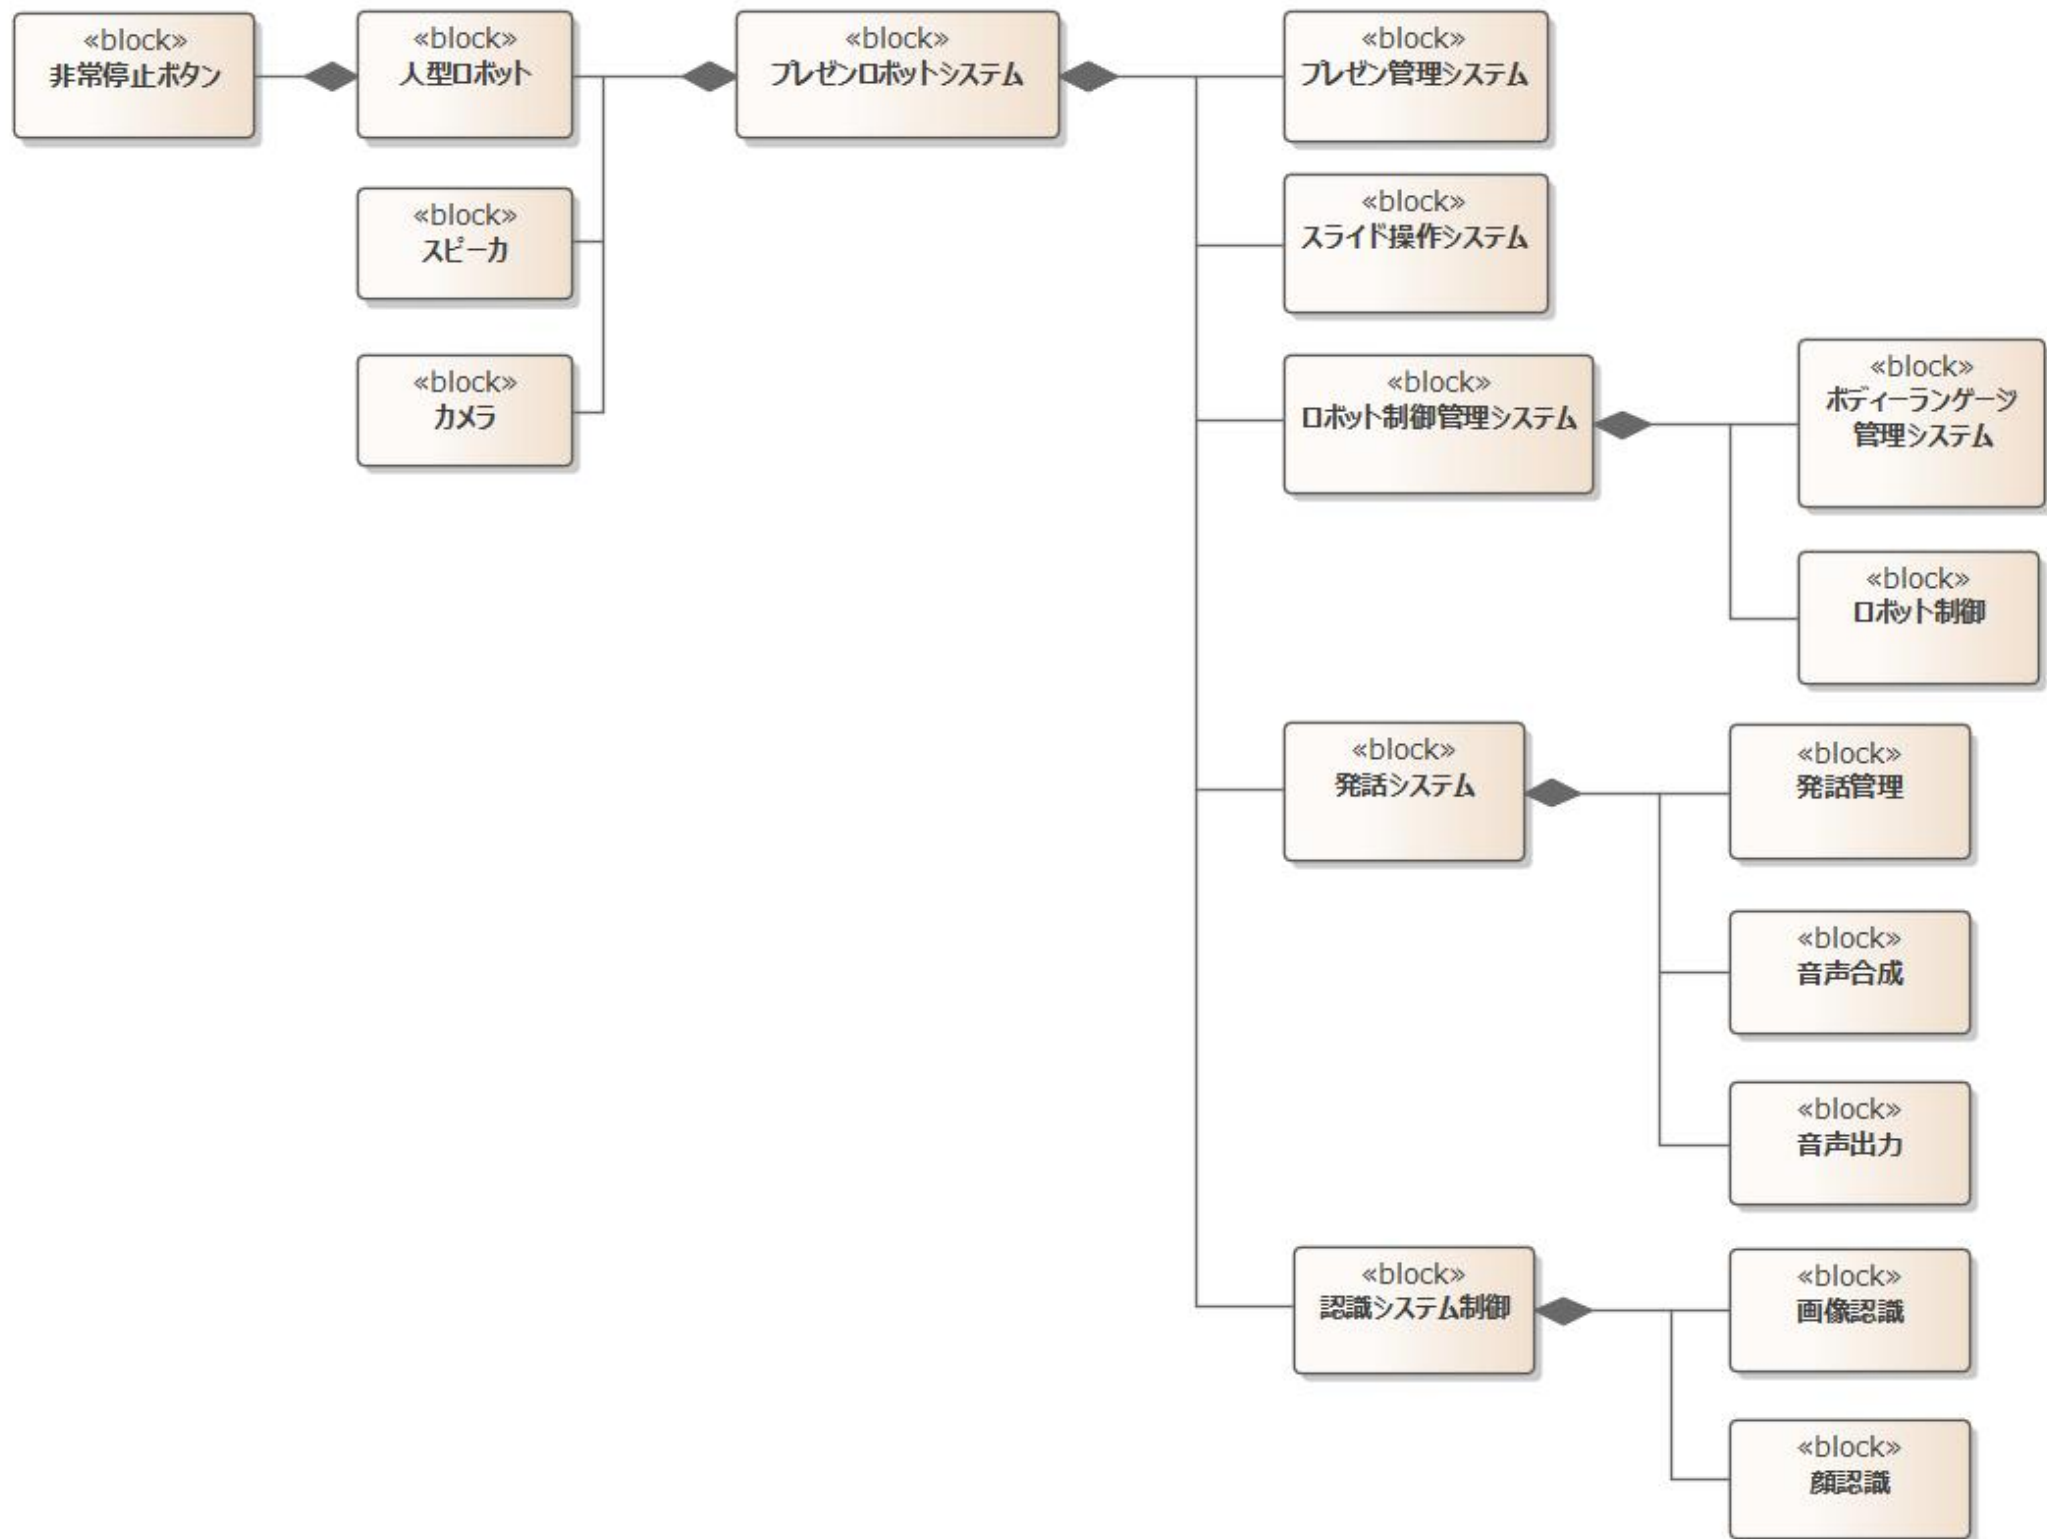 «block»
非常停止ボタン
«block»
人型ロボット
«block»
プレゼンロボットシステム
«block»
プレゼン管理システム
«block»
スピーカ
«block»
スライド操作システム
«block»
カメラ
«block»
ロボット制御管理システム
«block»
ボディーランゲージ
管理システム
«block»
ロボット制御
«block»
発話システム
«block»
発話管理
«block»
音声合成
«block»
音声出力
«block»
認識システム制御
«block»
画像認識
«block»
顔認識